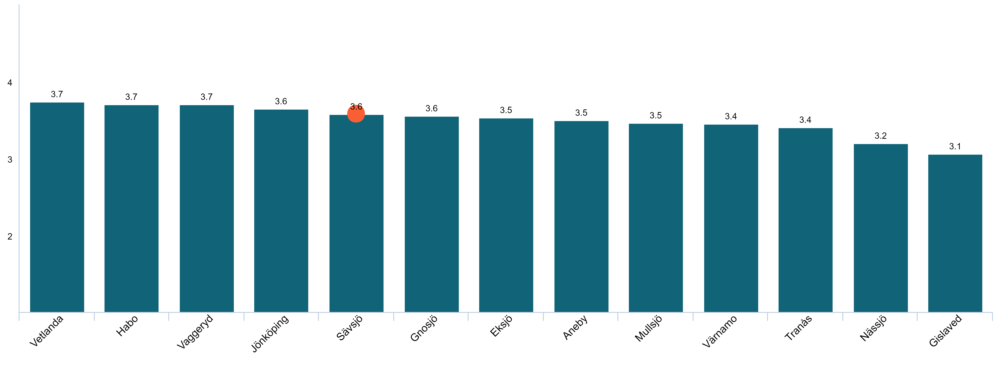 4
3
2
3.7
3.7
3.7
3.6
3.6
3.6
3.5
3.5
3.5
3.4
3.4
3.2
3.1
Vetlanda
Habo
Vaggeryd
Jönköping
Sävsjö
Gnosjö
Eksjö
Aneby
Mullsjö
Värnamo
Tranås
Nässjö
Gislaved